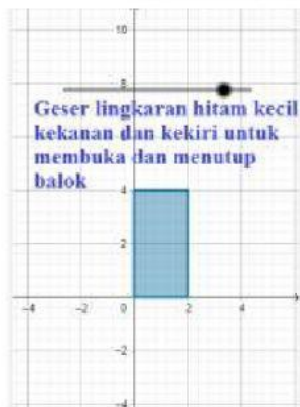 10
8
Geser lingkaran hitam kecil
kekanan dan kekiri untuk
membuka dan menutup
balok
4
2
-4 -2 0 2 4
-2
-4